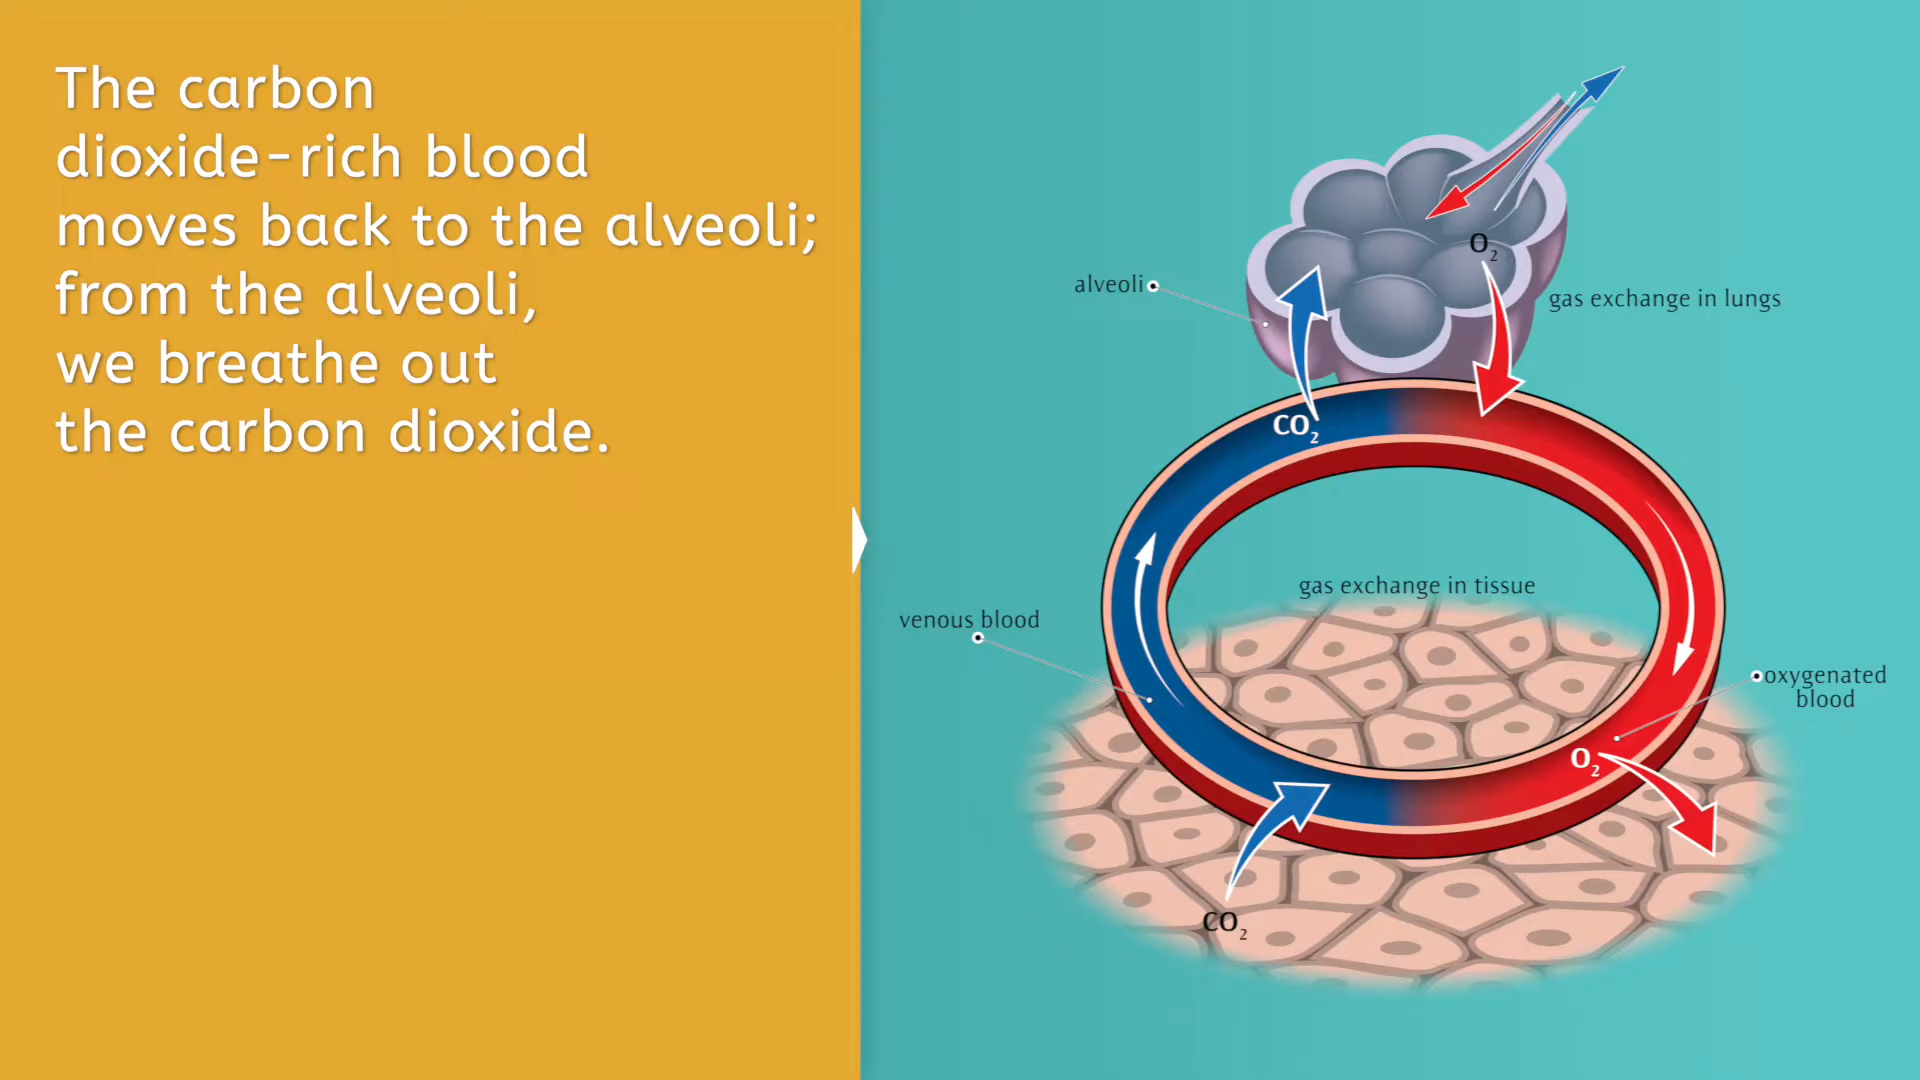 The carbon
dioxide-rich blood
moves back to the alveoli;
from the alveoli,
we breathe out
the carbon dioxide.
O₂
alveoli
gas exchange in lungs
CO₂
gas exchange in tissue
venous blood
oxygenated
blood
O₂
CO₂